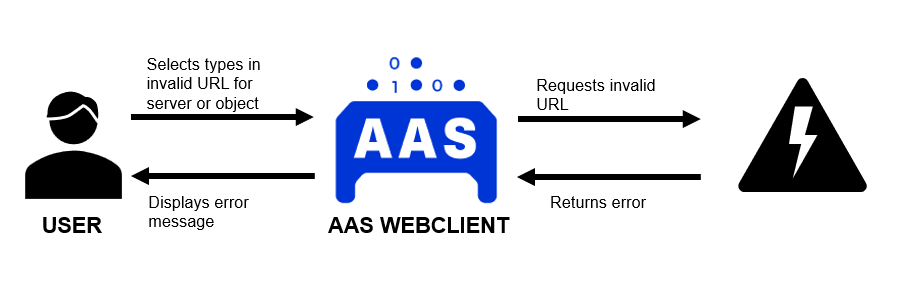 Selects types in
invalid URL for
server or object
0
1 0
AAS
Requests invalid
URL
Displays error
message
Returns error
USER
AAS WEBCLIENT